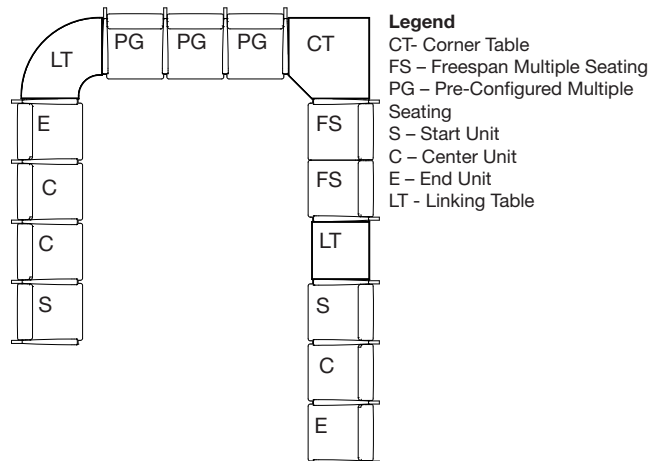 LT
PG
PG
PG
CT
E
C
C
S
FS
FS
LT
S
C
E
Legend
CT- Corner Table
FS – Freespan Multiple Seating
PG – Pre-Configured Multiple
Seating
S – Start Unit
C – Center Unit
E – End Unit
LT - Linking Table